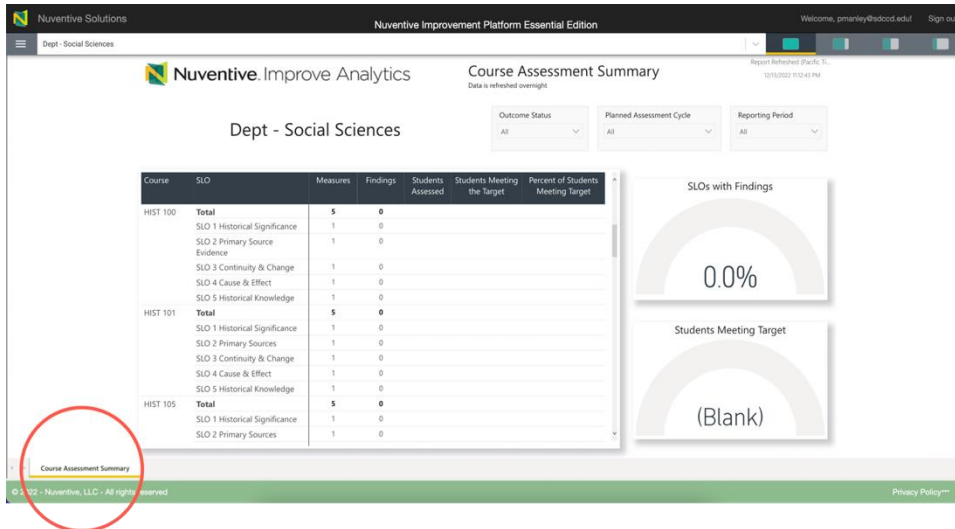 Nuventive Solutions
Nuventive Improvement Platform Essential Edition
Welcome, pmanley@sdccd.edu! Sign ou
Dept - Social Sciences
Nuventive. Improve Analytics
Course Assessment Summary
Data is refreshed overnight
Report Refreshed (Pacific Ti...
12/13/2022 11:12:43 PM
Dept - Social Sciences
Outcome Status
All
Planned Assessment Cycle
All
Reporting Period
All
Course SLO Measures Findings Students Assessed Students Meeting the Target Percent of Students Meeting Target
HIST 100 Total 5 0
SLO 1 Historical Significance 1 0
SLO 2 Primary Source Evidence 1 0
SLO 3 Continuity & Change 1 0
SLO 4 Cause & Effect 1 0
SLO 5 Historical Knowledge 1 0
HIST 101 Total 5 0
SLO 1 Historical Significance 1 0
SLO 2 Primary Sources 1 0
SLO 3 Continuity & Change 1 0
SLO 4 Cause & Effect 1 0
SLO 5 Historical Knowledge 1 0
HIST 105 Total 5 0
SLO 1 Historical Significance 1 0
SLO 2 Primary Sources 1 0
SLOs with Findings
0.0%
Students Meeting Target
(Blank)
Course Assessment Summary
© 2022 - Nuventive, LLC - All rights reserved
Privacy Policy***